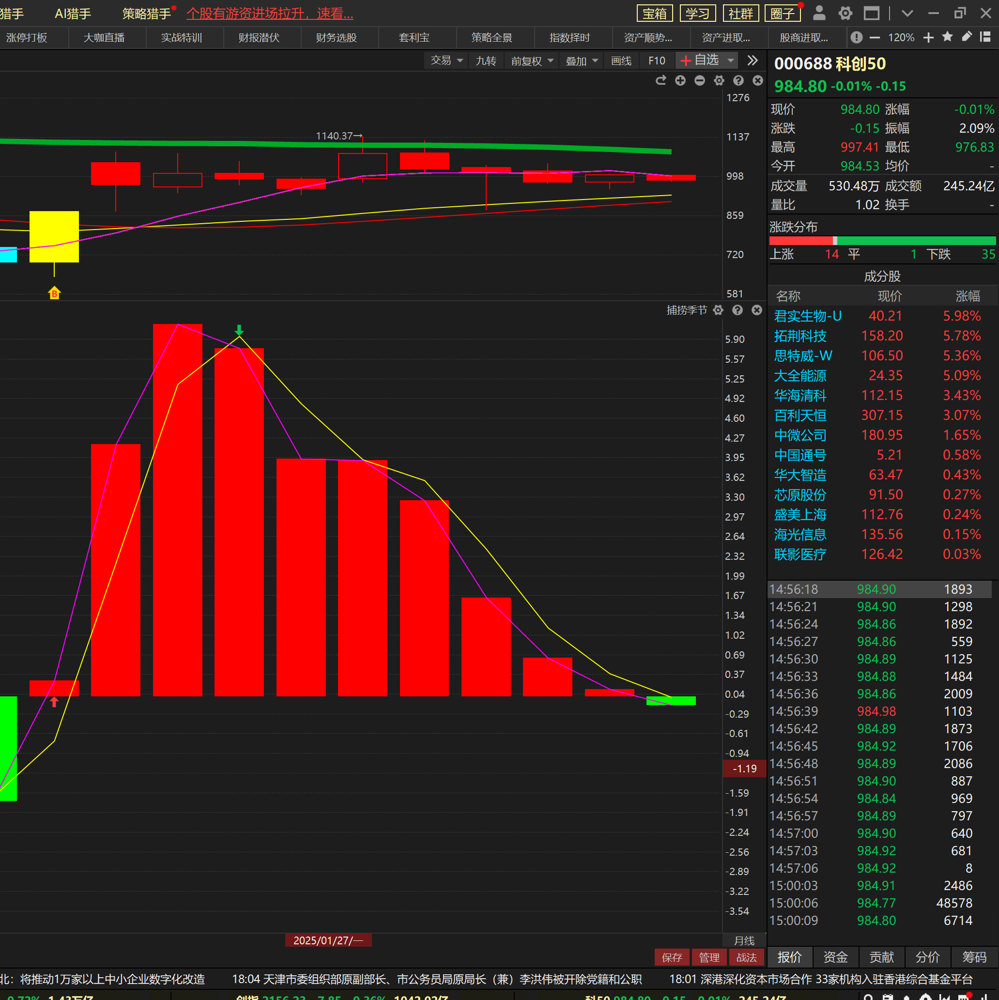 猎手 AI猎手 策略猎手 个股有游资进场拉升，速看... 宝箱 学习 社群 圈子
涨停打板 大咖直播 实战特训 财报潜伏 财务选股 套利宝 策略全景 指数择时 资产顺势... 资产进取... 股商进取... 120%
交易 九转 前复权 叠加 画线 F10 +自选
000688 科创50
984.80 -0.01% -0.15
现价 984.80 涨幅 -0.01%
涨跌 -0.15 振幅 2.09%
最高 997.41 最低 976.83
今开 984.53 均价 -
成交量 530.48万 成交额 245.24亿
量比 1.02 换手 -
涨跌分布
上涨 14 平 1 下跌 35
成分股
名称 现价 涨幅
君实生物-U 40.21 5.98%
拓荆科技 158.20 5.78%
思特威-W 106.50 5.36%
大全能源 24.35 5.09%
华海清科 112.15 3.43%
百利天恒 307.15 3.07%
中微公司 180.95 1.65%
中国通号 5.21 0.58%
华大智造 63.47 0.43%
芯原股份 91.50 0.27%
盛美上海 112.76 0.24%
海光信息 135.56 0.15%
联影医疗 126.42 0.03%
14:56:18 984.90 1893
14:56:21 984.90 1298
14:56:24 984.86 1892
14:56:27 984.86 559
14:56:30 984.89 1125
14:56:33 984.88 1484
14:56:36 984.86 2009
14:56:39 984.98 1103
14:56:42 984.89 1873
14:56:45 984.92 1706
14:56:48 984.89 2086
14:56:51 984.90 887
14:56:54 984.84 969
14:56:57 984.89 797
14:57:00 984.90 640
14:57:03 984.92 681
14:57:06 984.92 8
15:00:03 984.91 2486
15:00:06 984.77 48578
15:00:09 984.80 6714
报价 资金 贡献 分价 筹码
1276
1140.37→
1137
998
859
720
581
B
捕捞季节
5.90
5.57
5.25
4.92
4.60
4.27
3.95
3.62
3.30
2.97
2.64
2.32
1.99
1.67
1.34
1.02
0.69
0.37
0.04
-0.29
-0.61
-0.94
-1.19
-1.59
-1.91
-2.24
-2.56
-2.89
-3.22
-3.54
2025/01/27/一 月线
保存 管理 战法
北：将推动1万家以上中小企业数字化改造 18:04 天津市委组织部原副部长、市公务员局原局长（兼）李洪伟被开除党籍和公职 18:01 深港深化资本市场合作 33家机构入驻香港综合基金平台
0.72% 1.43万亿 创指 2156.23 -7.85 -0.36% 1042.02亿 科50 984.80 -0.15 -0.01% 245.24亿